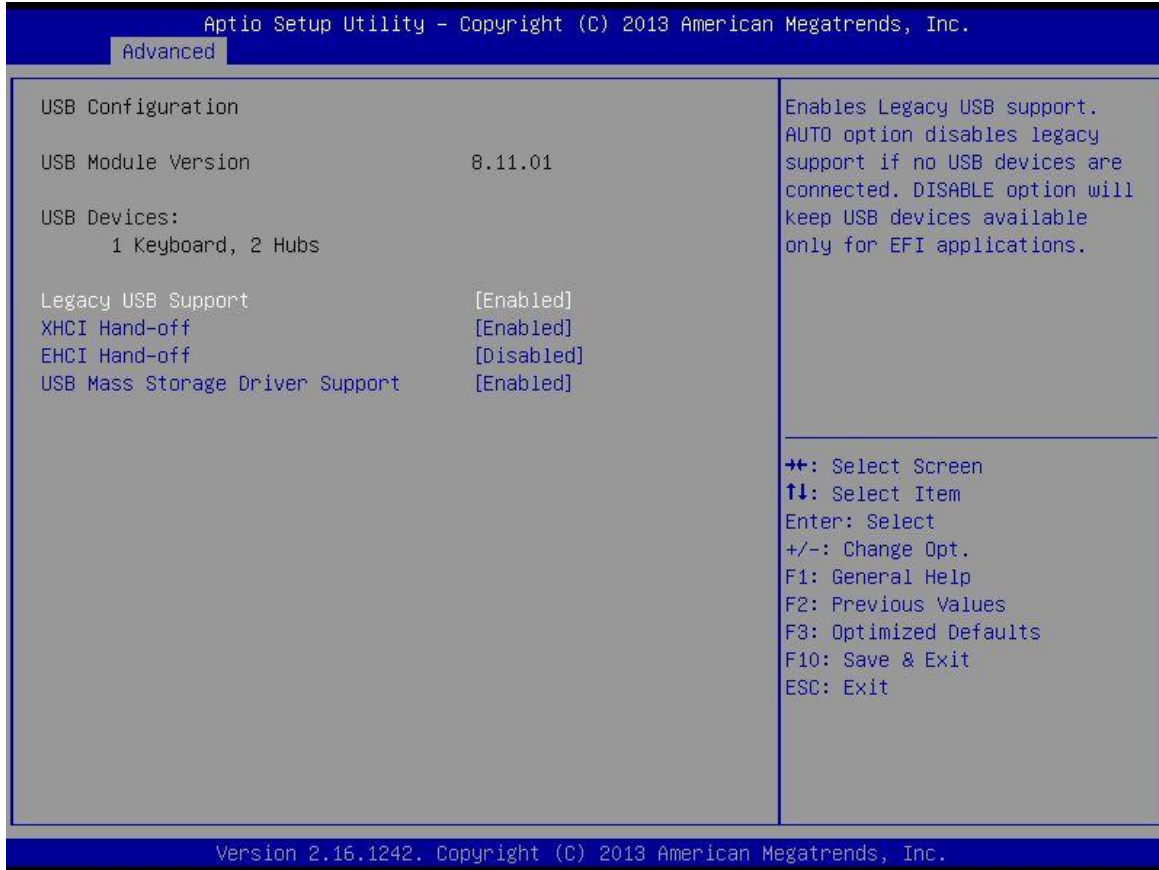 Aptio Setup Utility – Copyright (C) 2013 American Megatrends, Inc.
Advanced
USB Configuration
USB Module Version 8.11.01
USB Devices:
1 Keyboard, 2 Hubs
Legacy USB Support [Enabled]
XHCI Hand-off [Enabled]
EHCI Hand-off [Disabled]
USB Mass Storage Driver Support [Enabled]
Enables Legacy USB support.
AUTO option disables legacy
support if no USB devices are
connected. DISABLE option will
keep USB devices available
only for EFI applications.
→←: Select Screen
↑↓: Select Item
Enter: Select
+/-: Change Opt.
F1: General Help
F2: Previous Values
F3: Optimized Defaults
F10: Save & Exit
ESC: Exit
Version 2.16.1242. Copyright (C) 2013 American Megatrends, Inc.